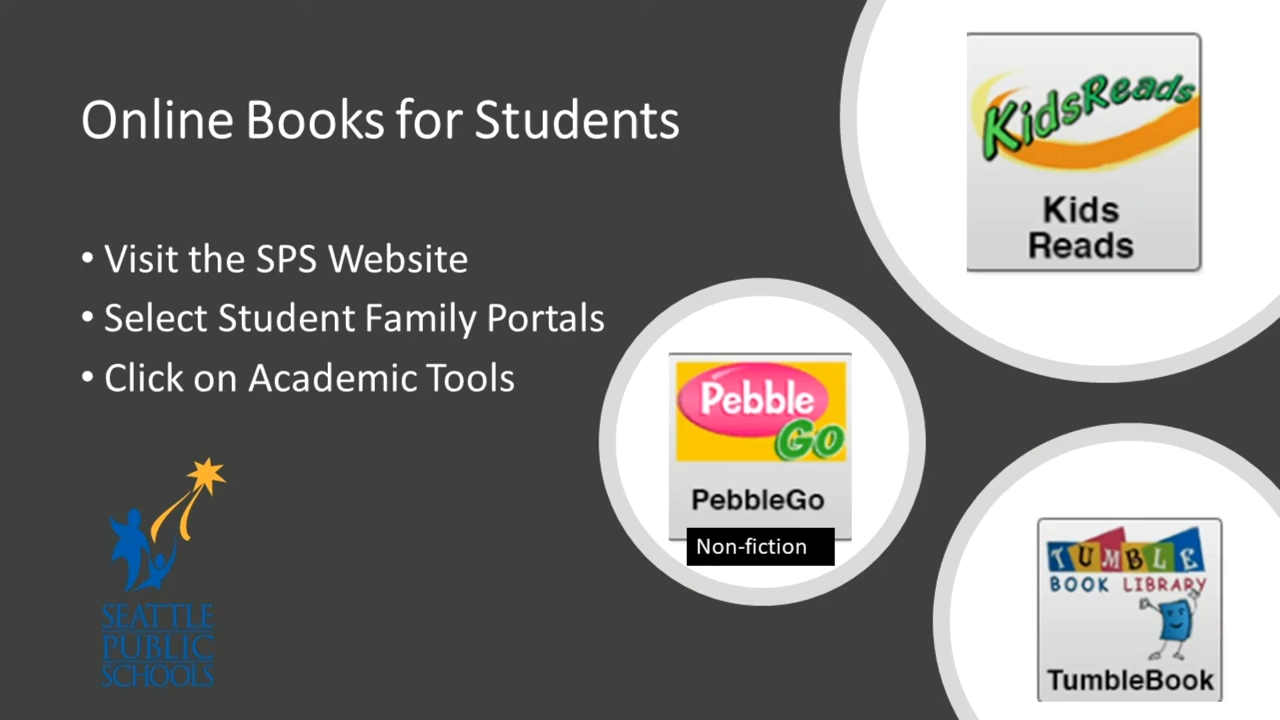 Online Books for Students
• Visit the SPS Website
• Select Student Family Portals
• Click on Academic Tools
SEATTLE
PUBLIC
SCHOOLS
KidsReads
Kids
Reads
Pebble
Go
PebbleGo
Non-fiction
TUMBLE
BOOK LIBRARY
TumbleBook